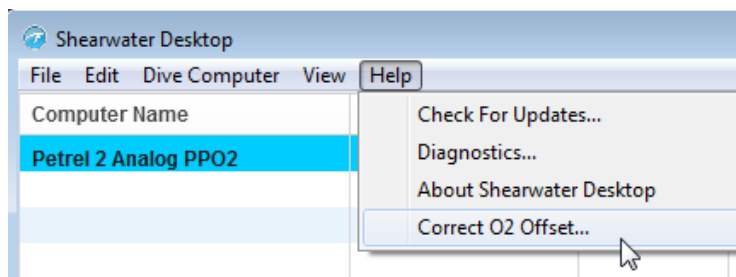 Shearwater Desktop
File Edit Dive Computer View Help
Computer Name
Petrel 2 Analog PPO2
Check For Updates...
Diagnostics...
About Shearwater Desktop
Correct O2 Offset...